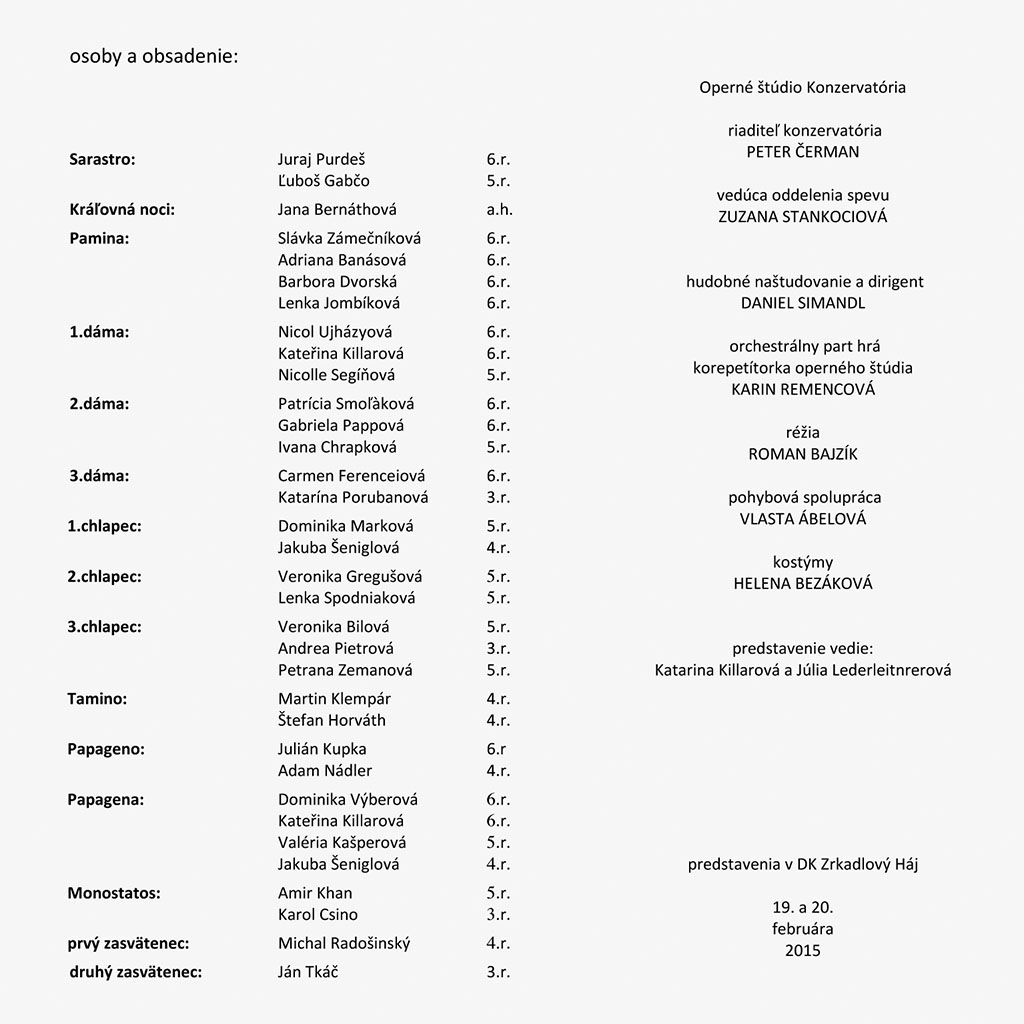 osoby a obsadenie:
Sarastro: Juraj Purdeš 6.r.
Ľuboš Gabčo 5.r.
Kráľovná noci: Jana Bernáthová a.h.
Pamina: Slávka Zámečníková 6.r.
Adriana Banásová 6.r.
Barbora Dvorská 6.r.
Lenka Jombíková 6.r.
1.dáma: Nicol Ujházyová 6.r.
Kateřina Killarová 6.r.
Nicolle Segíňová 5.r.
2.dáma: Patrícia Smoľàková 6.r.
Gabriela Pappová 6.r.
Ivana Chrapková 5.r.
3.dáma: Carmen Ferenceiová 6.r.
Katarína Porubanová 3.r.
1.chlapec: Dominika Marková 5.r.
Jakuba Šeniglová 4.r.
2.chlapec: Veronika Gregušová 5.r.
Lenka Spodniaková 5.r.
3.chlapec: Veronika Bilová 5.r.
Andrea Pietrová 3.r.
Petrana Zemanová 5.r.
Tamino: Martin Klempár 4.r.
Štefan Horváth 4.r.
Papageno: Julián Kupka 6.r
Adam Nádler 4.r.
Papagena: Dominika Výberová 6.r.
Kateřina Killarová 6.r.
Valéria Kašperová 5.r.
Jakuba Šeniglová 4.r.
Monostatos: Amir Khan 5.r.
Karol Csino 3.r.
prvý zasvätenec: Michal Radošinský 4.r.
druhý zasvätenec: Ján Tkáč 3.r.
Operné štúdio Konzervatória
riaditeľ konzervatória
PETER ČERMAN
vedúca oddelenia spevu
ZUZANA STANKOCIOVÁ
hudobné naštudovanie a dirigent
DANIEL SIMANDL
orchestrálny part hrá
korepetítorka operného štúdia
KARIN REMENCOVÁ
réžia
ROMAN BAJZÍK
pohybová spolupráca
VLASTA ÁBELOVÁ
kostýmy
HELENA BEZÁKOVÁ
predstavenie vedie:
Katarina Killarová a Júlia Lederleitnrerová
predstavenia v DK Zrkadlový Háj
19. a 20.
februára
2015